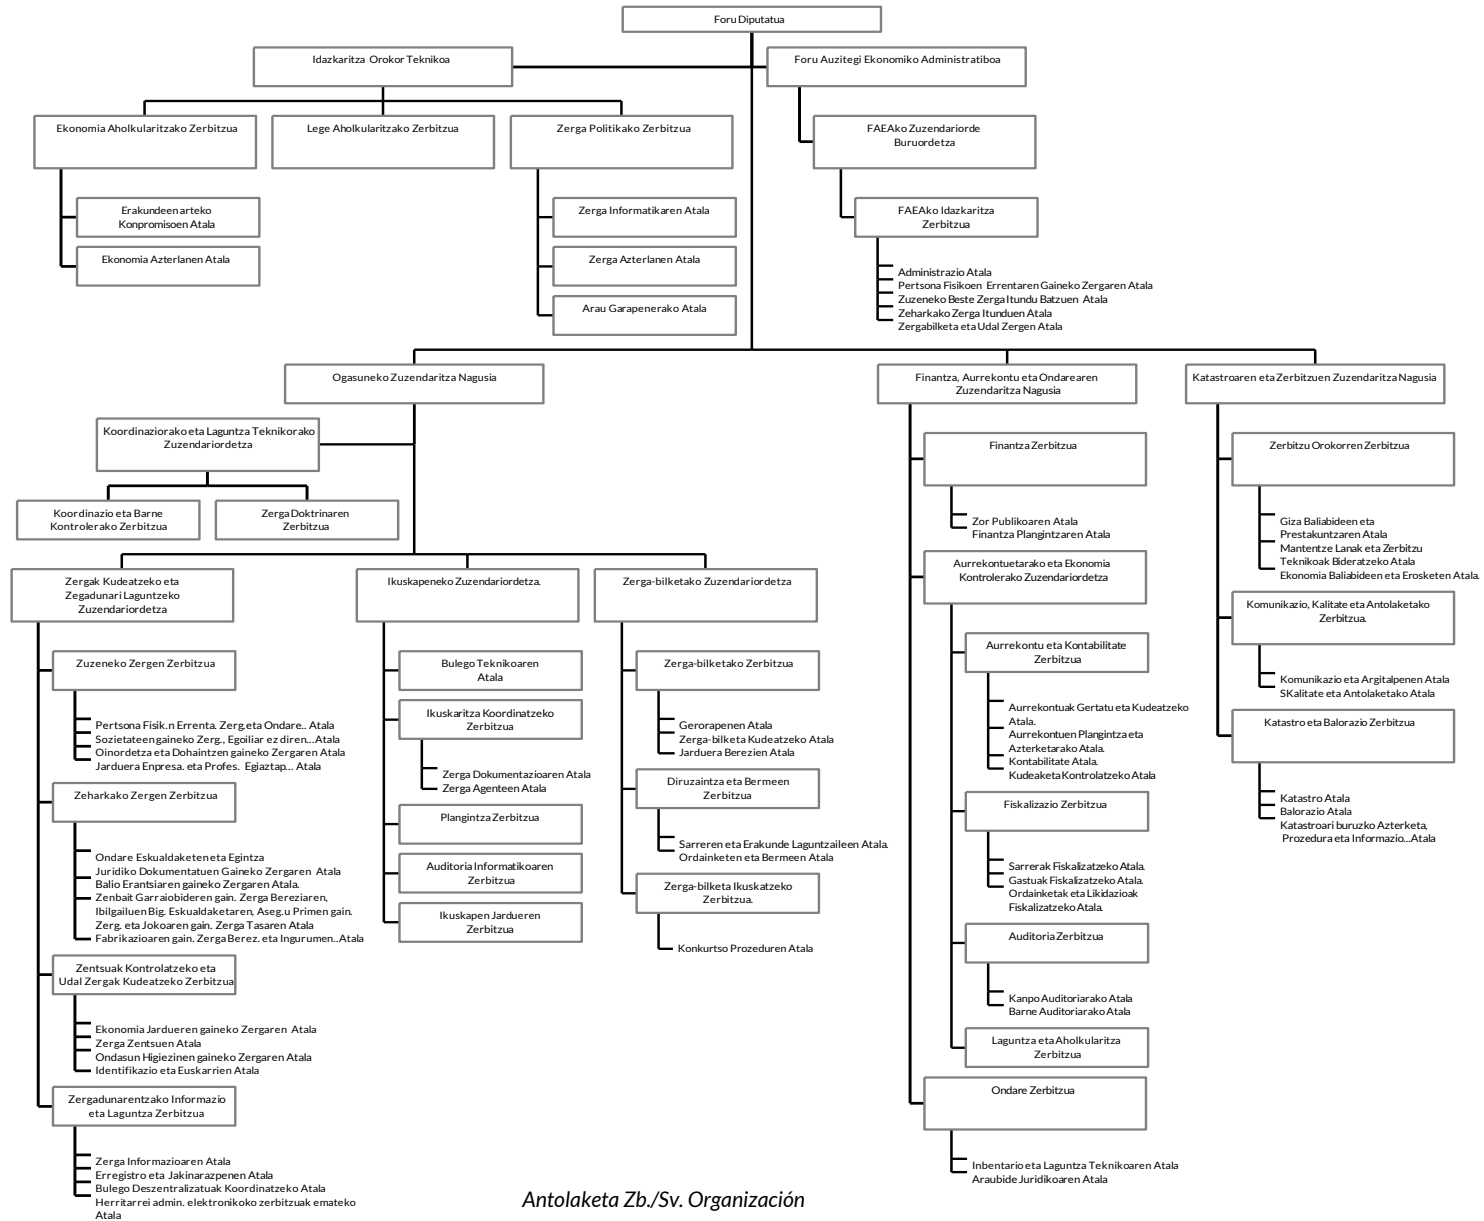 Foru Diputatua
Idazkaritza Orokor Teknikoa
Foru Auzitegi Ekonomiko Administratiboa
Ekonomia Aholkularitzako Zerbitzua
Lege Aholkularitzako Zerbitzua
Zerga Politikako Zerbitzua
FAEAko Zuzendariorde
Buruordetza
Erakundeen arteko
Konpromisoen Atala
Ekonomia Azterlanen Atala
Zerga Informatikaren Atala
Zerga Azterlanen Atala
Arau Garapenerako Atala
FAEAko Idazkaritza
Zerbitzua
Administrazio Atala
Pertsona Fisikoen Errentaren Gaineko Zergaren Atala
Zuzeneko Beste Zerga Itundu Batzuen Atala
Zeharkako Zerga Itunduen Atala
Zergabilketa eta Udal Zergen Atala
Ogasuneko Zuzendaritza Nagusia
Finantza, Aurrekontu eta Ondarearen
Zuzendaritza Nagusia
Katastroaren eta Zerbitzuen Zuzendaritza Nagusia
Koordinaziorako eta Laguntza Teknikorako
Zuzendariordetza
Koordinazio eta Barne
Kontrolerako Zerbitzua
Zerga Doktrinaren
Zerbitzua
Zergak Kudeatzeko eta
Zegadunari Laguntzeko
Zuzendariordetza
Zuzeneko Zergen Zerbitzua
Pertsona Fisik.n Errenta. Zerg.eta Ondare.. Atala
Sozietateen gaineko Zerg., Egoiliar ez diren...Atala
Oinordetza eta Dohaintzen gaineko Zergaren Atala
Jarduera Enpresa. eta Profes. Egiaztap... Atala
Zeharkako Zergen Zerbitzua
Ondare Eskualdaketen eta Egintza
Juridiko Dokumentatuen Gaineko Zergaren Atala
Balio Erantsiaren gaineko Zergaren Atala.
Zenbait Garraiobideren gain. Zerga Bereziaren,
Ibilgailuen Big. Eskualdaketaren, Aseg.u Primen gain.
Zerg. eta Jokoaren gain. Zerga Tasaren Atala
Fabrikazioaren gain. Zerga Berez. eta Ingurumen..Atala
Zentsuak Kontrolatzeko eta
Udal Zergak Kudeatzeko Zerbitzua
Ekonomia Jardueren gaineko Zergaren Atala
Zerga Zentsuen Atala
Ondasun Higiezinen gaineko Zergaren Atala
Identifikazio eta Euskarrien Atala
Zergadunarentzako Informazio
eta Laguntza Zerbitzua
Zerga Informazioaren Atala
Erregistro eta Jakinarazpenen Atala
Bulego Deszentralizatuak Koordinatzeko Atala
Herritarrei admin. elektronikoko zerbitzuak emateko
Atala
Ikuskapeneko Zuzendariordetza.
Bulego Teknikoaren
Atala
Ikuskaritza Koordinatzeko
Zerbitzua
Zerga Dokumentazioaren Atala
Zerga Agenteen Atala
Plangintza Zerbitzua
Auditoria Informatikoaren
Zerbitzua
Ikuskapen Jardueren
Zerbitzua
Zerga-bilketako Zuzendariordetza
Zerga-bilketako Zerbitzua
Gerorapenen Atala
Zerga-bilketa Kudeatzeko Atala
Jarduera Berezien Atala
Diruzaintza eta Bermeen
Zerbitzua
Sarreren eta Erakunde Laguntzaileen Atala.
Ordainketen eta Bermeen Atala
Zerga-bilketa Ikuskatzeko
Zerbitzua.
Konkurtso Prozeduren Atala
Finantza Zerbitzua
Zor Publikoaren Atala
Finantza Plangintzaren Atala
Aurrekontuetarako eta Ekonomia
Kontrolerako Zuzendariordetza
Aurrekontu eta Kontabilitate
Zerbitzua
Aurrekontuak Gertatu eta Kudeatzeko
Atala.
Aurrekontuen Plangintza eta
Azterketarako Atala.
Kontabilitate Atala.
Kudeaketa Kontrolatzeko Atala
Fiskalizazio Zerbitzua
Sarrerak Fiskalizatzeko Atala.
Gastuak Fiskalizatzeko Atala.
Ordainketak eta Likidazioak
Fiskalizatzeko Atala.
Auditoria Zerbitzua
Kanpo Auditoriarako Atala
Barne Auditoriarako Atala
Laguntza eta Aholkularitza
Zerbitzua
Ondare Zerbitzua
Inbentario eta Laguntza Teknikoaren Atala
Araubide Juridikoaren Atala
Zerbitzu Orokorren Zerbitzua
Giza Baliabideen eta
Prestakuntzaren Atala
Mantentze Lanak eta Zerbitzu
Teknikoak Bideratzeko Atala
Ekonomia Baliabideen eta Erosketen Atala.
Komunikazio, Kalitate eta Antolaketako
Zerbitzua.
Komunikazio eta Argitalpenen Atala
SKalitate eta Antolaketako Atala
Katastro eta Balorazio Zerbitzua
Katastro Atala
Balorazio Atala
Katastroari buruzko Azterketa,
Prozedura eta Informazio...Atala
Antolaketa Zb./Sv. Organización